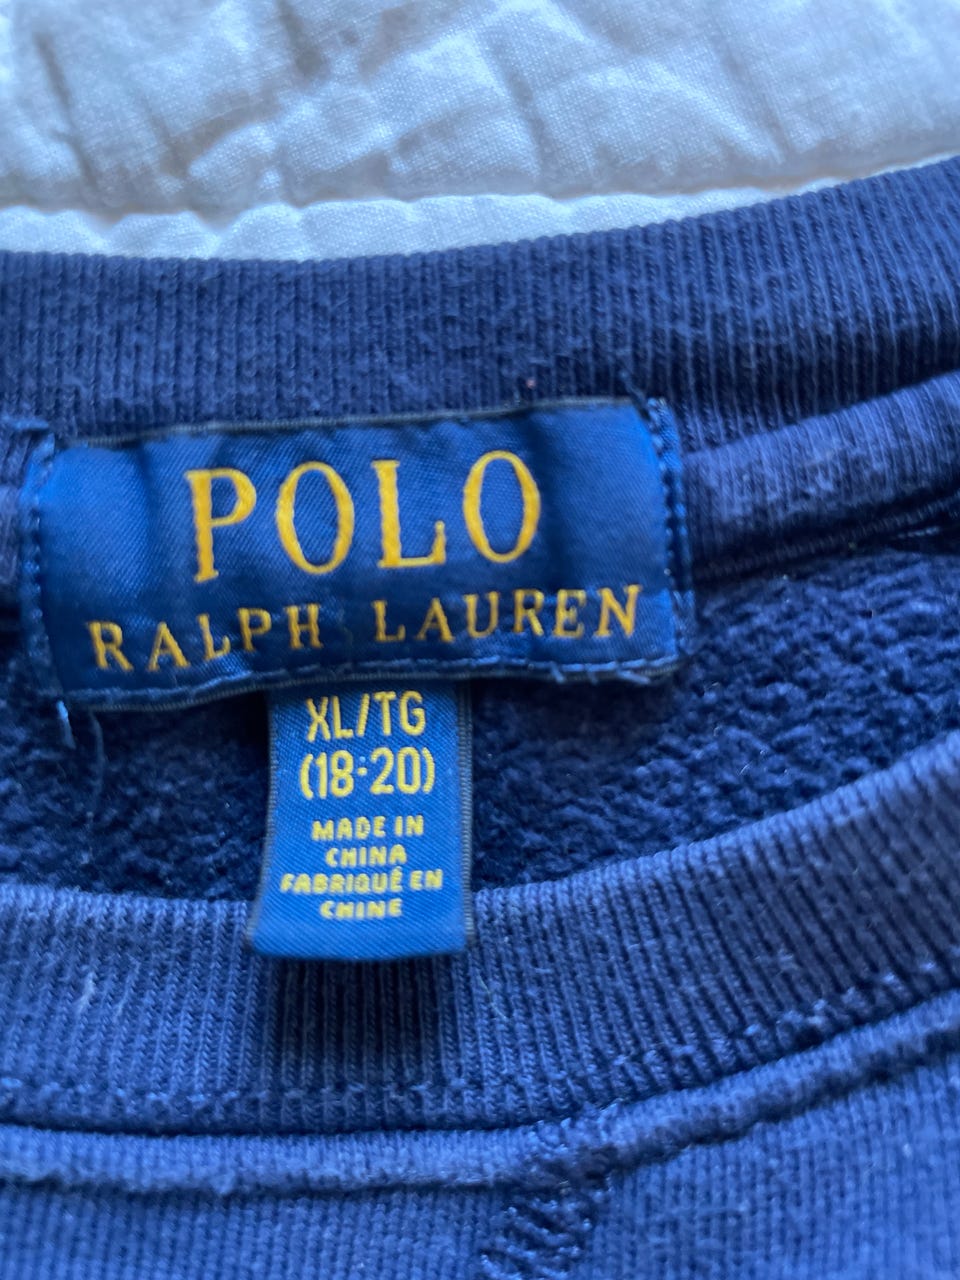 POLO
RALPH LAUREN
XL/TG
(18-20)
MADE IN
CHINA
FABRIQUÉ EN
CHINE